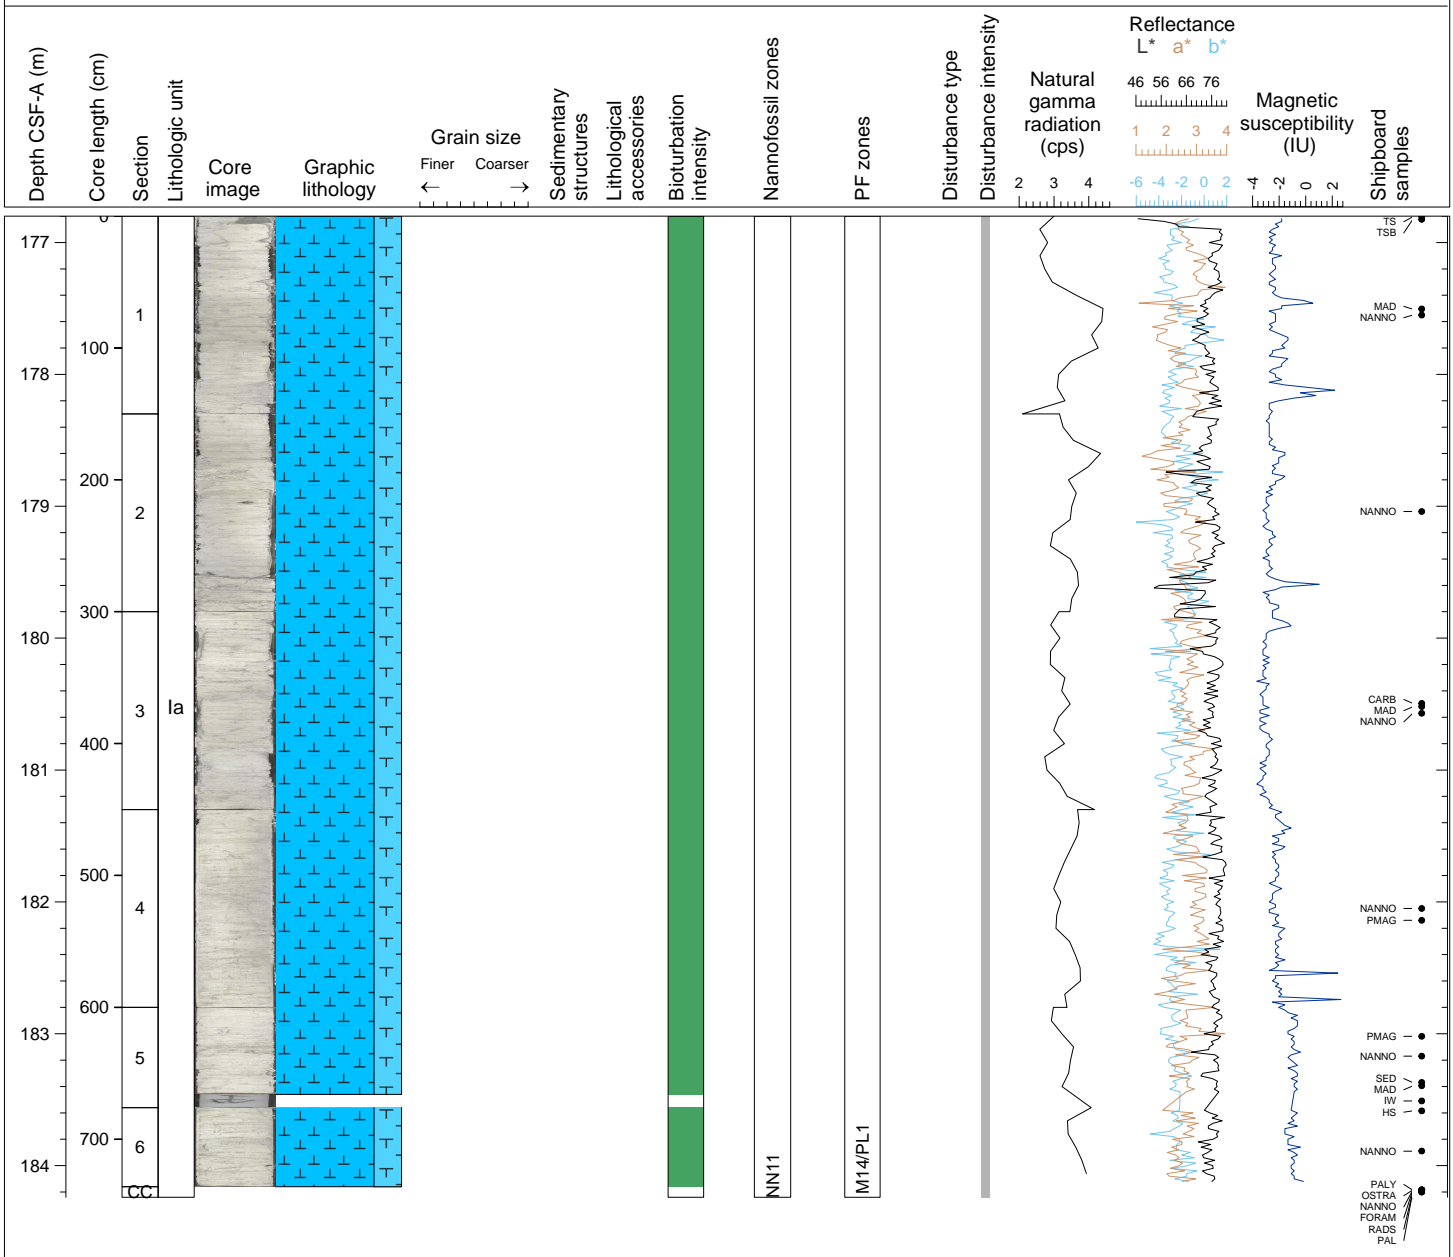 Depth CSF-A (m)
Core length (cm)
Section
Lithologic unit
Core
image
Graphic
lithology
Grain size
Finer Coarser
Sedimentary
structures
Lithological
accessories
Bioturbation
intensity
Nannofossil zones
PF zones
Disturbance type
Disturbance intensity
Natural
gamma
radiation
(cps)
2 3 4
Reflectance
L* a* b*
46 56 66 76
1 2 3 4
-6 -4 -2 0 2
Magnetic
susceptibility
(IU)
-4 -2 0 2
Shipboard
samples
177
178
179
180
181
182
183
184
0
100
200
300
400
500
600
700
1
2
3
4
5
6
CC
Ia
NN11
M14/PL1
TS
TSB
MAD
NANNO
NANNO
CARB
MAD
NANNO
NANNO
PMAG
PMAG
NANNO
SED
MAD
IW
HS
NANNO
PALY
OSTRA
NANNO
FORAM
RADS
PAL